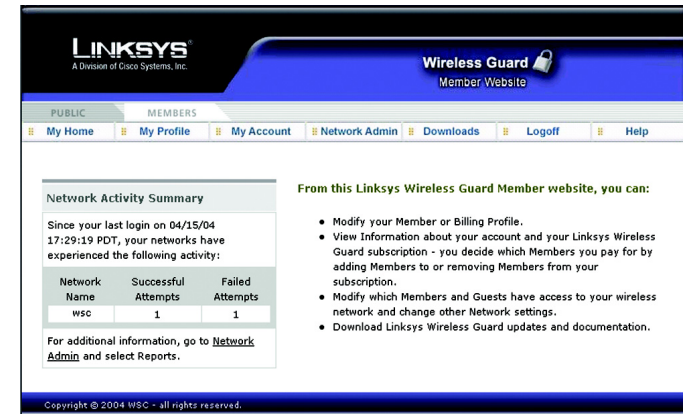 LINKSYS®
A Division of Cisco Systems, Inc.
Wireless Guard
Member Website
PUBLIC MEMBERS
My Home My Profile My Account Network Admin Downloads Logoff Help
Network Activity Summary
Since your last login on 04/15/04
17:29:19 PDT, your networks have
experienced the following activity:
Network Name Successful Attempts Failed Attempts
wsc 1 1
For additional information, go to Network
Admin and select Reports.
From this Linksys Wireless Guard Member website, you can:
● Modify your Member or Billing Profile.
● View Information about your account and your Linksys Wireless
Guard subscription - you decide which Members you pay for by
adding Members to or removing Members from your
subscription.
● Modify which Members and Guests have access to your wireless
network and change other Network settings.
● Download Linksys Wireless Guard updates and documentation.
Copyright © 2004 WSC - all rights reserved.